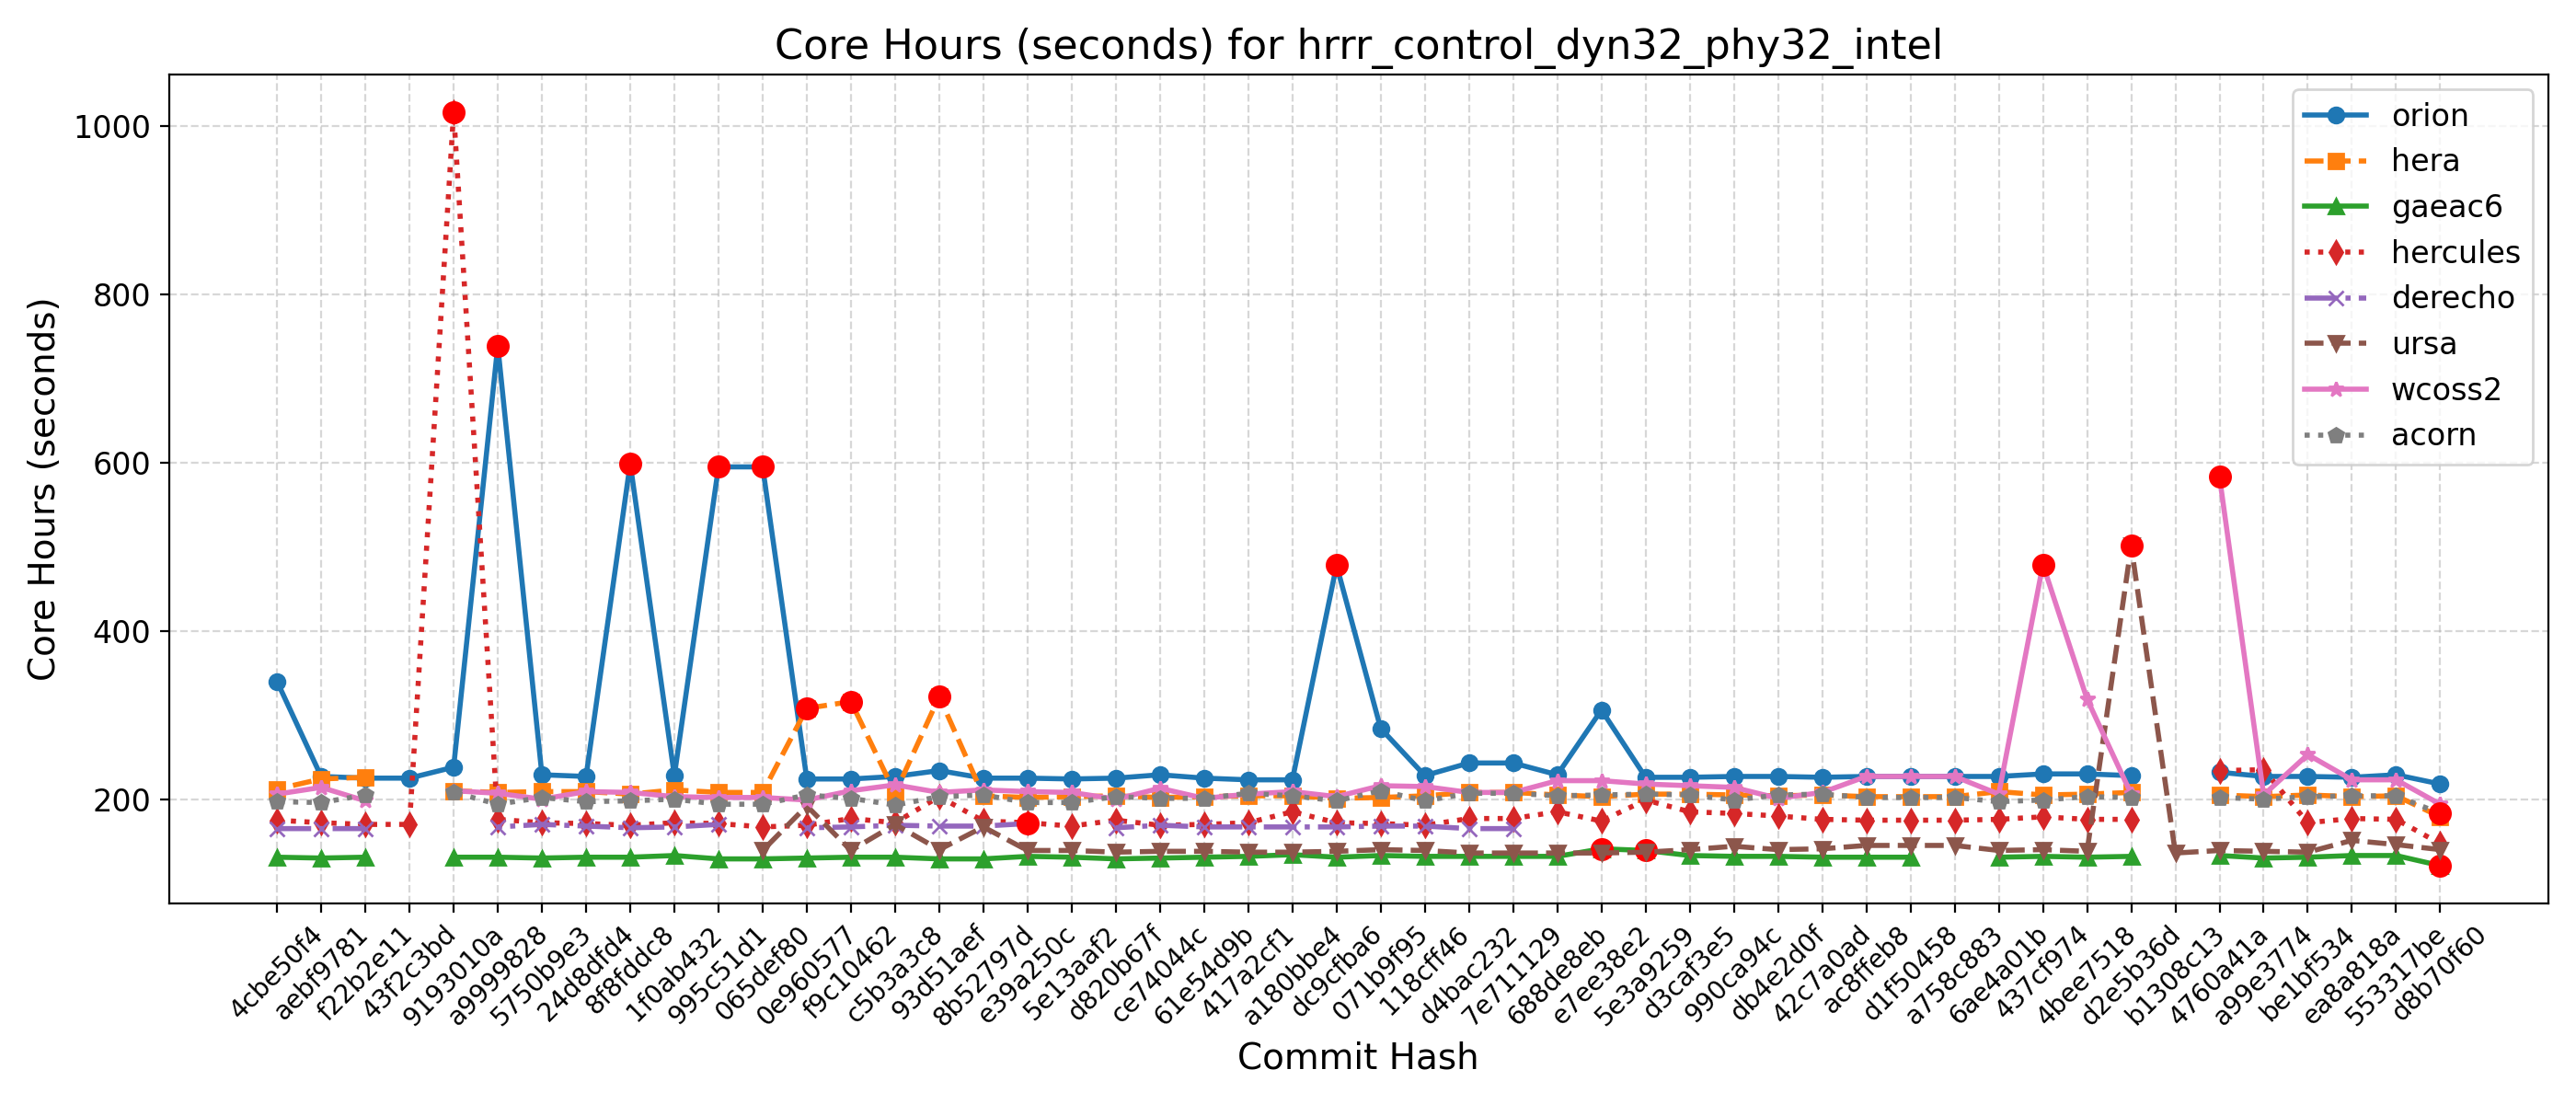 Core Hours (seconds) for hrrr_control_dyn32_phy32_intel
Core Hours (seconds)
1000
800
600
400
200
orion
hera
gaeac6
hercules
derecho
ursa
wcoss2
acorn
4cbe50f4
aebf9781
f22b2e11
43f2c3bd
9193010a
a9999828
5750b9e3
24d8dfd4
8f8fddc8
1f0ab432
995c51d1
065def80
0e960577
f9c10462
c5b3a3c8
93d51aef
8b52797d
e39a250c
5e13aaf2
d820b67f
ce74044c
61e54d9b
417a2cf1
a180bbe4
dc9cfba6
071b9f95
118cff46
d4bac232
7e711129
688de8eb
e7ee38e2
5e3a9259
d3caf3e5
990ca94c
db4e2d0f
42c7a0ad
ac8ffeb8
d1f50458
a758c883
6ae4a01b
437cf974
4bee7518
d2e5b36d
b1308c13
4760a41a
a99e3774
be1bf534
ea8a818a
553317be
d8b70f60
Commit Hash